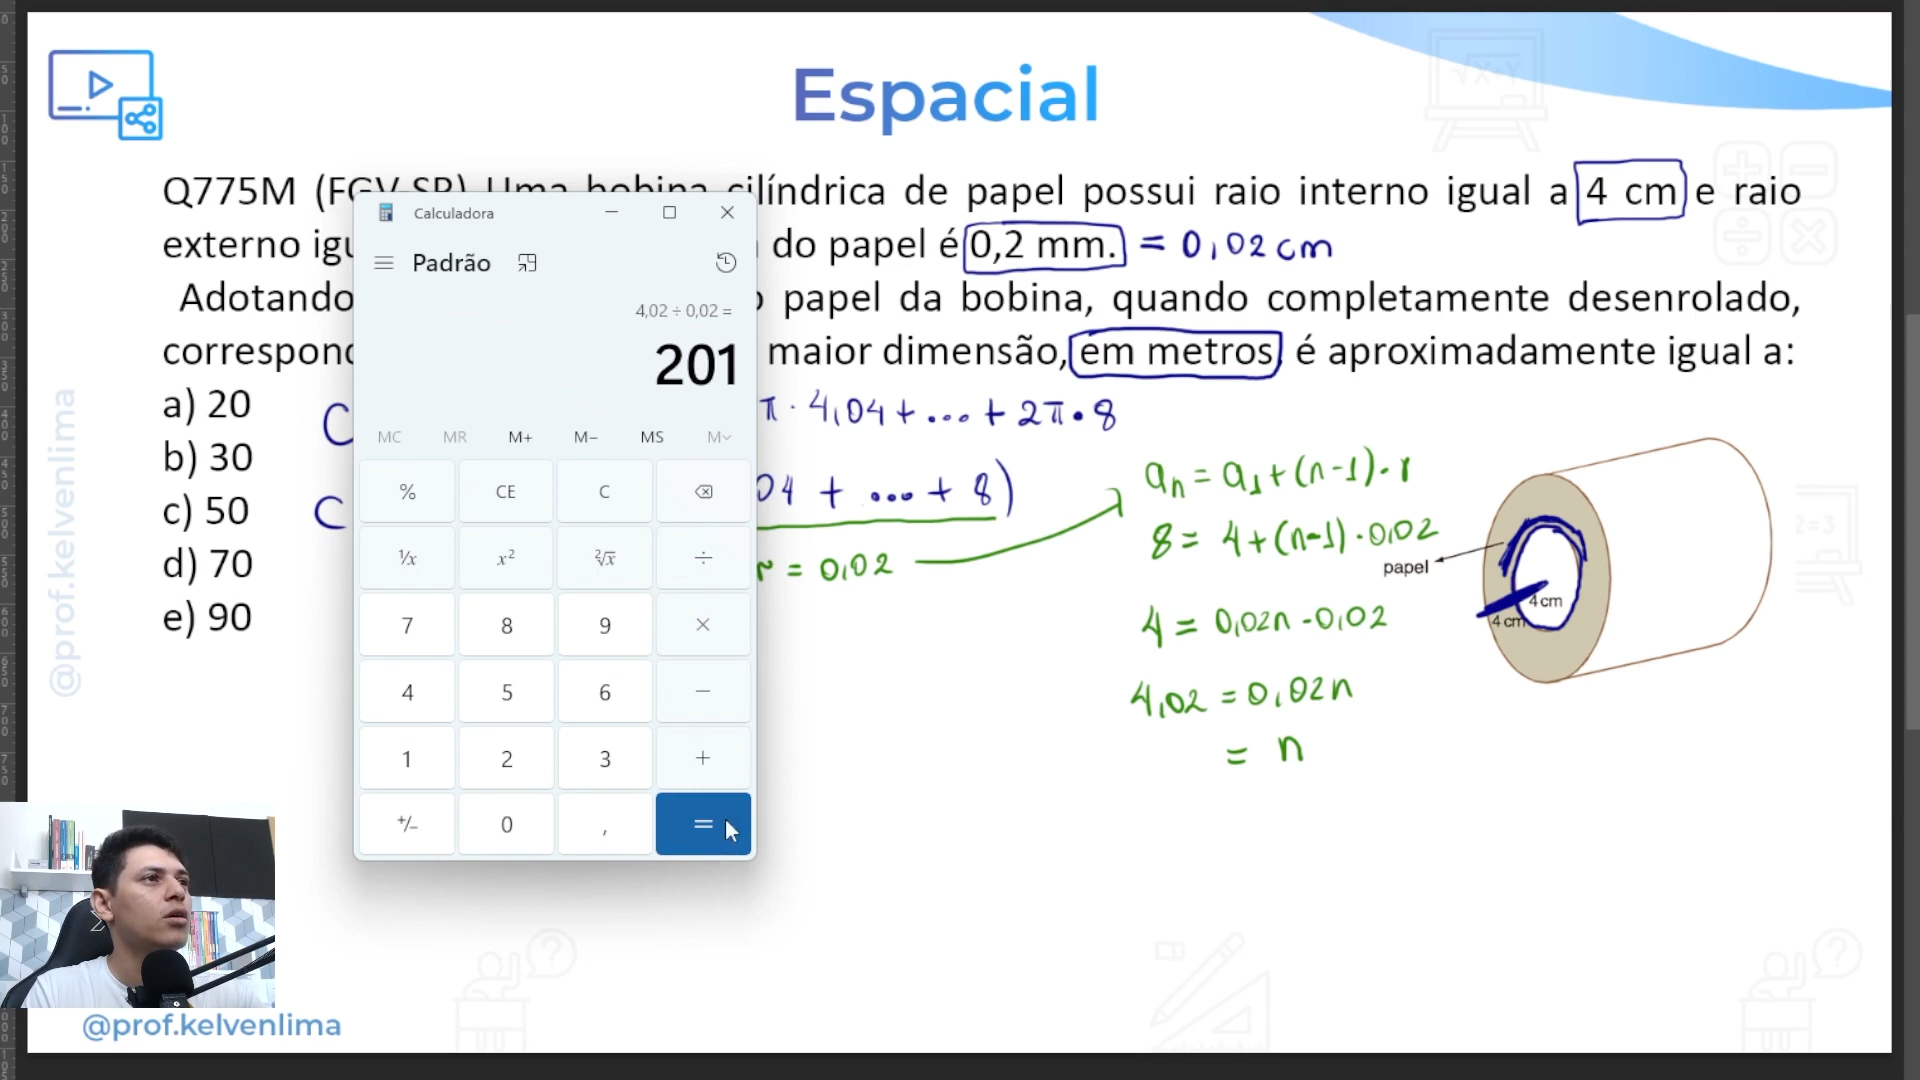 Espacial
Q775M (FGV-SP) Uma bobina cilíndrica de papel possui raio interno igual a 4 cm e raio
externo igu do papel é 0,2 mm. = 0,02 cm
Adotando papel da bobina, quando completamente desenrolado,
correspond maior dimensão, em metros, é aproximadamente igual a:
a) 20
b) 30
c) 50
d) 70
e) 90
C π · 4,04 + ... + 2π · 8
C 04 + ... + 8)
r = 0,02
an = a1 + (n-1) · r
8 = 4 + (n-1) · 0,02
4 = 0,02n - 0,02
4,02 = 0,02n
= n
papel
4 cm
4 cm
Calculadora
Padrão
4,02 ÷ 0,02 =
201
MC MR M+ M− MS M˅
% CE C
¹/x x² ²√x ÷
7 8 9 ×
4 5 6 −
1 2 3 +
+/− 0 , =
@prof.kelvenlima
@prof.kelvenlima